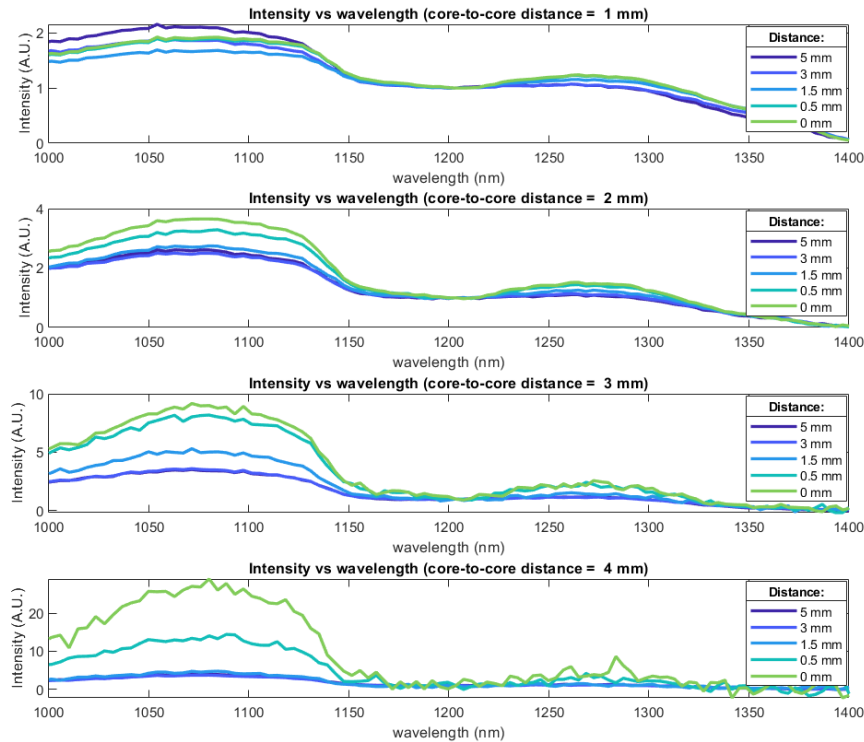 Intensity vs wavelength (core-to-core distance =  1 mm)
Intensity (A.U.)
2
1
0
Distance:
5 mm
3 mm
1.5 mm
0.5 mm
0 mm
1000 1050 1100 1150 1200 1250 1300 1350 1400
wavelength (nm)
Intensity vs wavelength (core-to-core distance =  2 mm)
Intensity (A.U.)
4
2
0
Distance:
5 mm
3 mm
1.5 mm
0.5 mm
0 mm
1000 1050 1100 1150 1200 1250 1300 1350 1400
wavelength (nm)
Intensity vs wavelength (core-to-core distance =  3 mm)
Intensity (A.U.)
10
5
0
Distance:
5 mm
3 mm
1.5 mm
0.5 mm
0 mm
1000 1050 1100 1150 1200 1250 1300 1350 1400
wavelength (nm)
Intensity vs wavelength (core-to-core distance =  4 mm)
Intensity (A.U.)
20
10
0
Distance:
5 mm
3 mm
1.5 mm
0.5 mm
0 mm
1000 1050 1100 1150 1200 1250 1300 1350 1400
wavelength (nm)